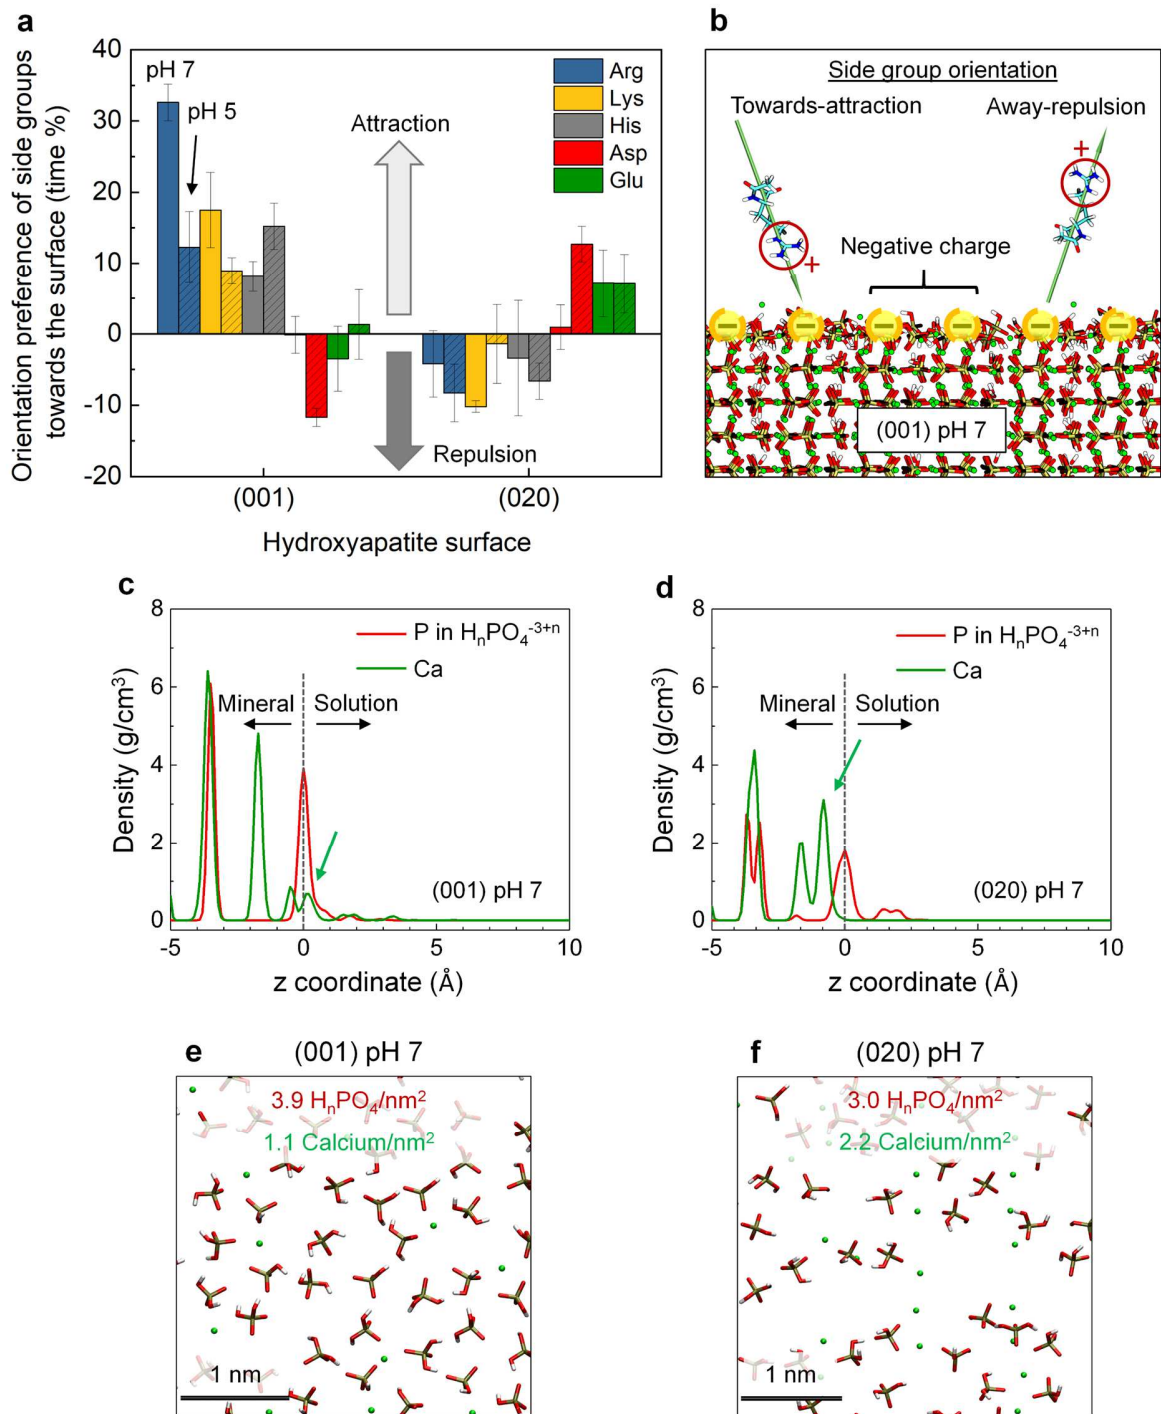 a
Orientation preference of side groups
towards the surface (time %)
40
30
20
10
0
-10
-20
pH 7
pH 5
Attraction
Repulsion
Arg
Lys
His
Asp
Glu
(001)
(020)
Hydroxyapatite surface
b
Side group orientation
Towards-attraction
Away-repulsion
+
+
Negative charge
(001) pH 7
c
Density (g/cm³)
8
6
4
2
0
P in HₙPO₄⁻³⁺ⁿ
Ca
Mineral
Solution
(001) pH 7
-5
0
5
10
z coordinate (Å)
d
Density (g/cm³)
8
6
4
2
0
P in HₙPO₄⁻³⁺ⁿ
Ca
Mineral
Solution
(020) pH 7
-5
0
5
10
z coordinate (Å)
e
(001) pH 7
3.9 HₙPO₄/nm²
1.1 Calcium/nm²
1 nm
f
(020) pH 7
3.0 HₙPO₄/nm²
2.2 Calcium/nm²
1 nm